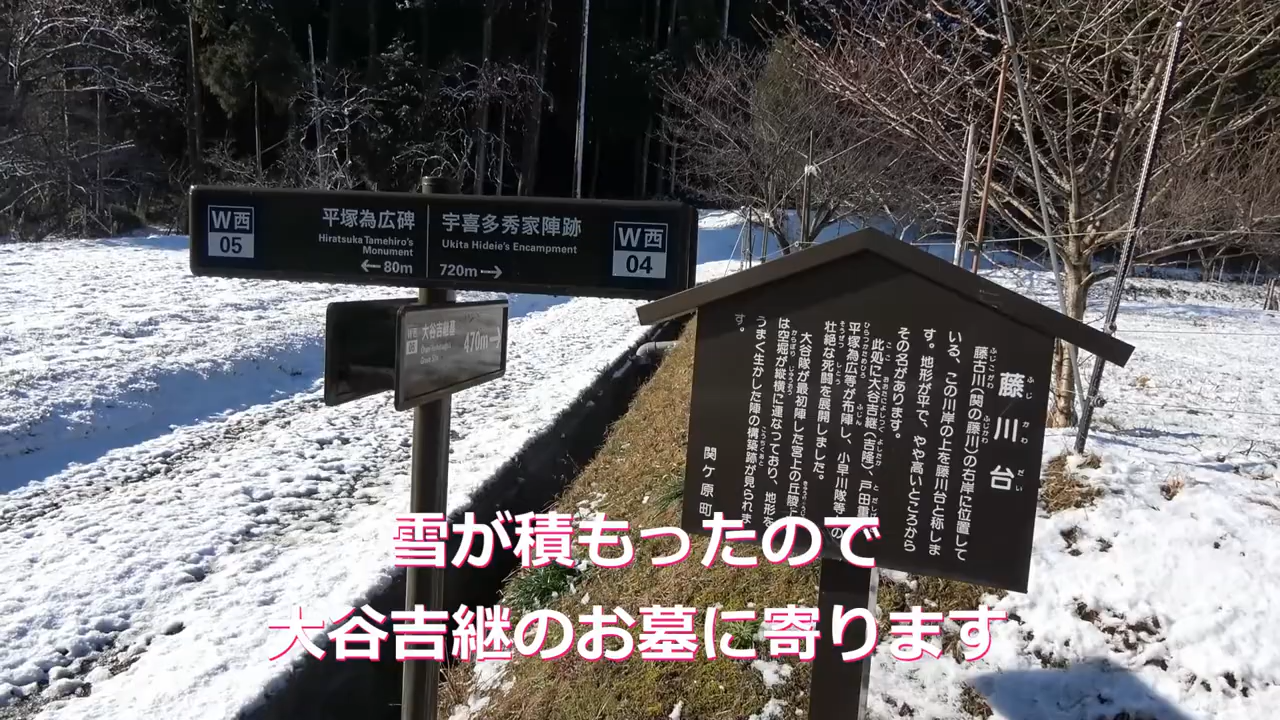 W西
05
平塚為広碑
Hiratsuka Tamehiro's
Monument
←80m
宇喜多秀家陣跡
Ukita Hideie's Encampment
720m→
W西
04
大谷吉継墓
470m→
藤川台
ふじかわだい
藤古川(関の藤川)の右岸に位置して
いる、この川岸の上を藤川台と称しま
す。地形が平で、やや高いところから
その名があります。
此処に大谷吉継(吉隆)、戸田重
平塚為広等が布陣し、小早川隊等の
壮絶な死闘を展開しました。
大谷隊が最初陣した宮上の丘陵
は空堀が縦横に連なっており、地形を
うまく生かした陣の構築跡が見られま
す。
関ケ原町
雪が積もったので
大谷吉継のお墓に寄ります